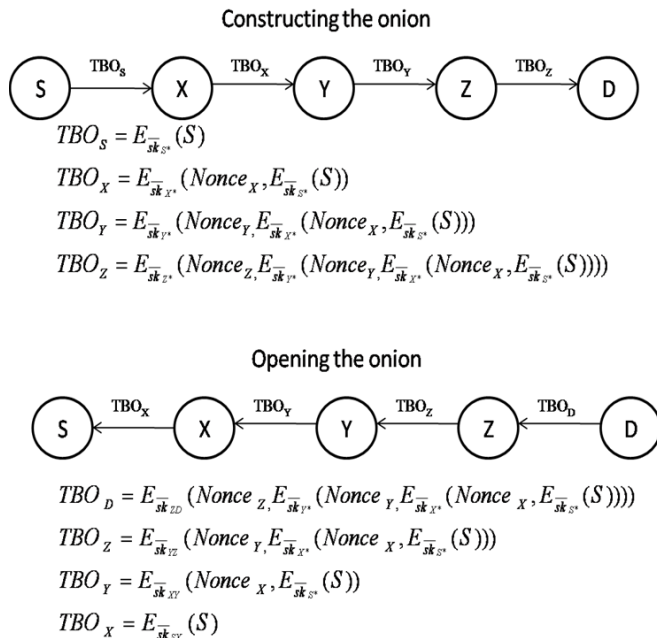 Constructing the onion
TBO_S TBO_X TBO_Y TBO_Z
S X Y Z D
TBO_S = E_{\overline{sk}_{S*}}(S)
TBO_X = E_{\overline{sk}_{X*}}(Nonce_X, E_{\overline{sk}_{S*}}(S))
TBO_Y = E_{\overline{sk}_{Y*}}(Nonce_Y, E_{\overline{sk}_{X*}}(Nonce_X, E_{\overline{sk}_{S*}}(S)))
TBO_Z = E_{\overline{sk}_{Z*}}(Nonce_Z, E_{\overline{sk}_{Y*}}(Nonce_Y, E_{\overline{sk}_{X*}}(Nonce_X, E_{\overline{sk}_{S*}}(S))))
Opening the onion
TBO_X TBO_Y TBO_Z TBO_D
S X Y Z D
TBO_D = E_{\overline{sk}_{ZD}}(Nonce_Z, E_{\overline{sk}_{Y*}}(Nonce_Y, E_{\overline{sk}_{X*}}(Nonce_X, E_{\overline{sk}_{S*}}(S))))
TBO_Z = E_{\overline{sk}_{YZ}}(Nonce_Y, E_{\overline{sk}_{X*}}(Nonce_X, E_{\overline{sk}_{S*}}(S)))
TBO_Y = E_{\overline{sk}_{XY}}(Nonce_X, E_{\overline{sk}_{S*}}(S))
TBO_X = E_{\overline{sk}_{SX}}(S)